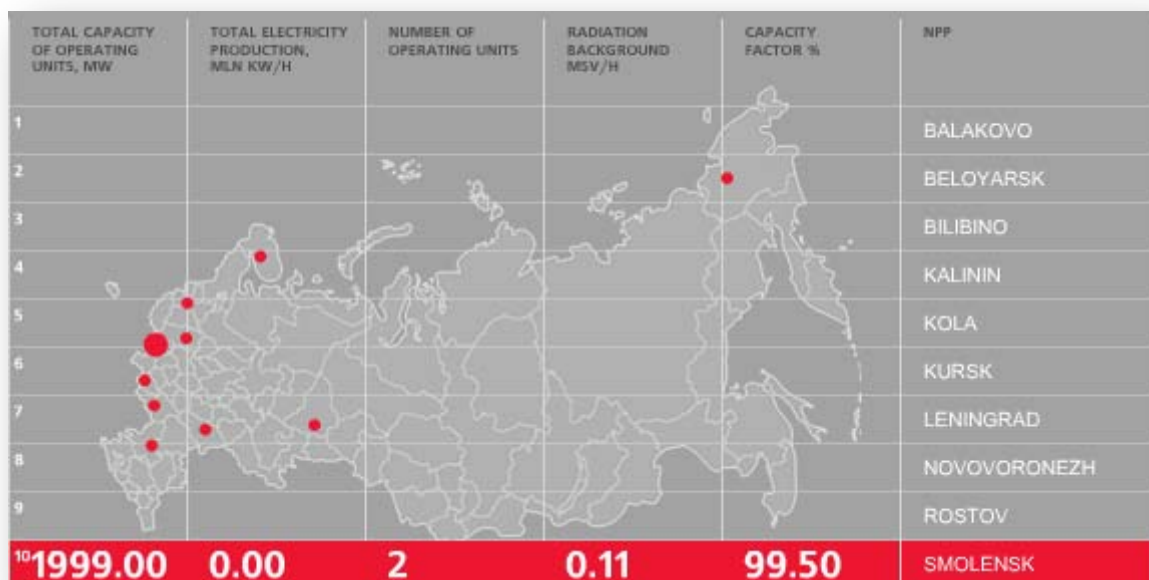 TOTAL CAPACITY
OF OPERATING
UNITS, MW
TOTAL ELECTRICITY
PRODUCTION,
MLN KW/H
NUMBER OF
OPERATING UNITS
RADIATION
BACKGROUND
MSV/H
CAPACITY
FACTOR %
NPP
1 BALAKOVO
2 BELOYARSK
3 BILIBINO
4 KALININ
5 KOLA
6 KURSK
7 LENINGRAD
8 NOVOVORONEZH
9 ROSTOV
10 1999.00 0.00 2 0.11 99.50 SMOLENSK